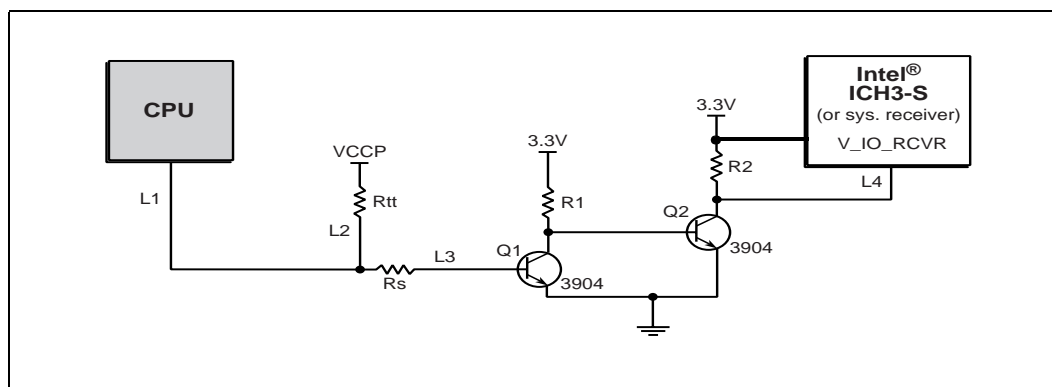 CPU
L1
VCCP
Rtt
L2
Rs
L3
3.3V
R1
Q1
3904
3.3V
R2
Q2
3904
Intel®
ICH3-S
(or sys. receiver)
V_IO_RCVR
L4